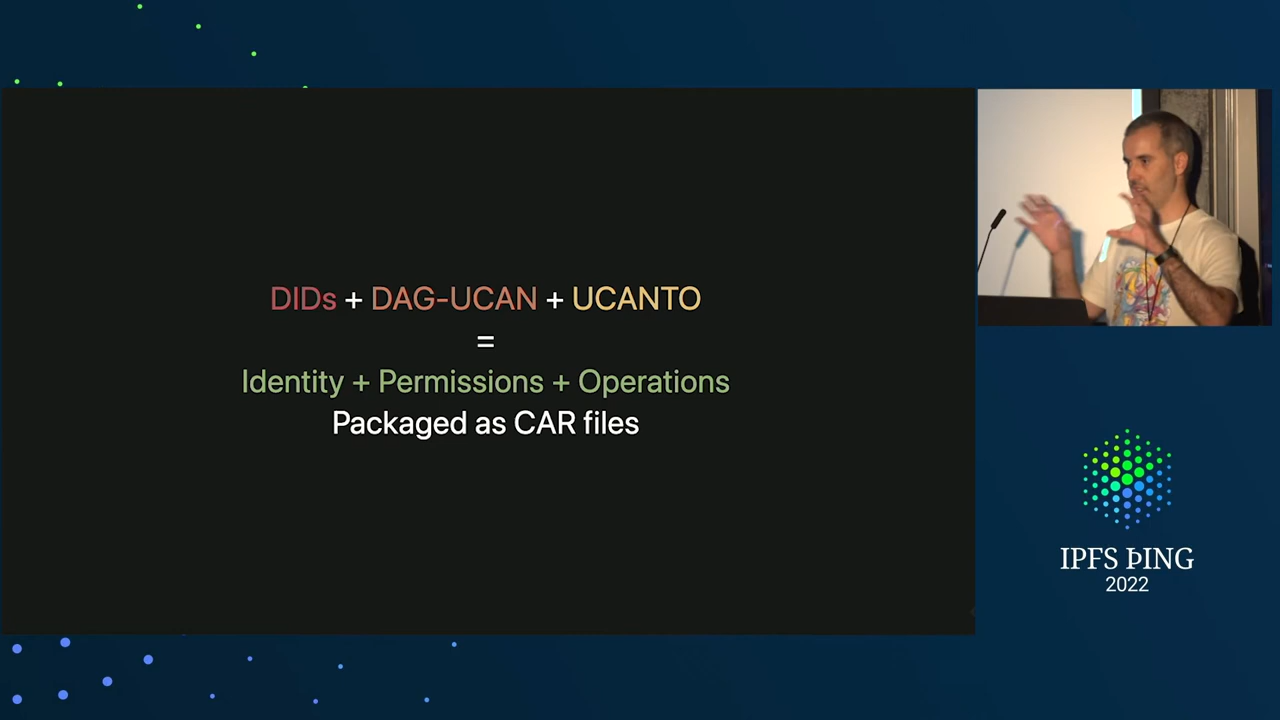 DIDs + DAG-UCAN + UCANTO
=
Identity + Permissions + Operations
Packaged as CAR files
IPFS ÞING
2022